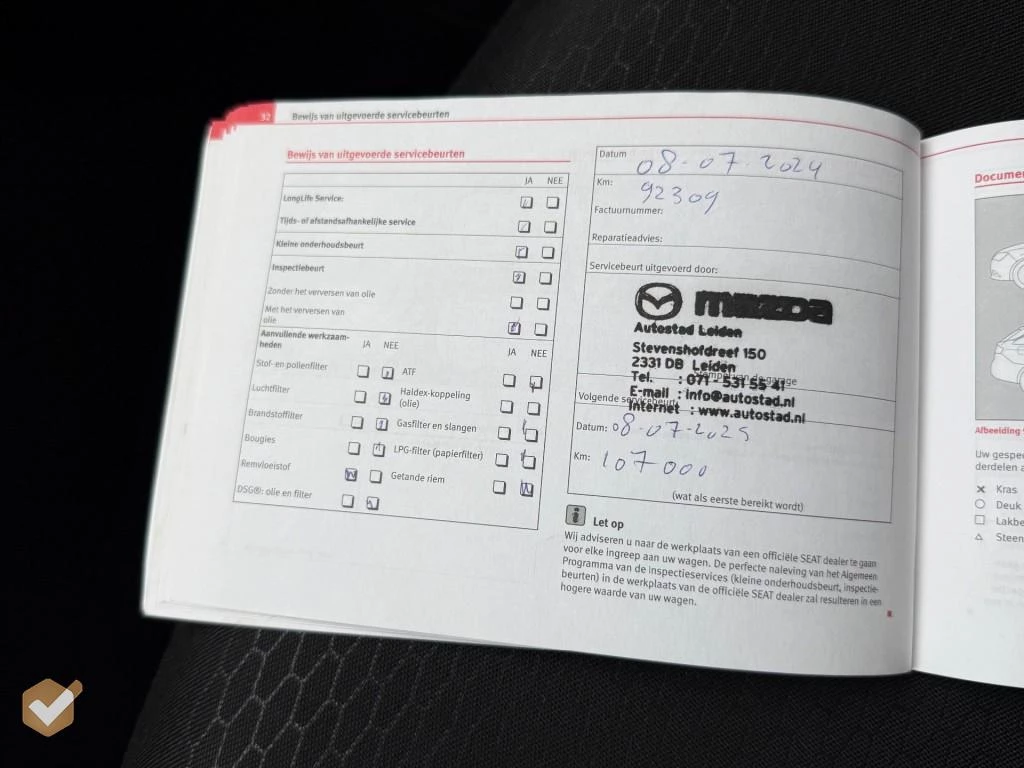 32
Bewijs van uitgevoerde servicebeurten
Bewijs van uitgevoerde servicebeurten
JA NEE
LongLife Service:
Tijds- of afstandsafhankelijke service
Kleine onderhoudsbeurt
Inspectiebeurt
Zonder het verversen van olie
Met het verversen van
olie
Aanvullende werkzaam-
heden
JA NEE
JA NEE
Stof- en pollenfilter
ATF
Luchtfilter
Haldex-koppeling
(olie)
Brandstoffilter
Gasfilter en slangen
Bougies
LPG-filter (papierfilter)
Remvloeistof
Getande riem
DSG®: olie en filter
Datum 08-07-2024
Km: 92309
Factuurnummer:
Reparatieadvies:
Servicebeurt uitgevoerd door:
mazda
Autostad Leiden
Stevenshofdreef 150
2331 DB Leiden
Tel. : 071 - 531 55 41
Stempel van de garage
E-mail : info@autostad.nl
Internet : www.autostad.nl
Volgende servicebeurt
Datum: 08-07-2025
Km: 107000
(wat als eerste bereikt wordt)
i Let op
Wij adviseren u naar de werkplaats van een officiële SEAT dealer te gaan
voor elke ingreep aan uw wagen. De perfecte naleving van het Algemeen
Programma van de inspectieservices (kleine onderhoudsbeurt, inspectie-
beurten) in de werkplaats van de officiële SEAT dealer zal resulteren in een
hogere waarde van uw wagen.
Documen
Afbeelding
Uw gespe
derdelen a
Kras
Deuk
Lakbe
Steen